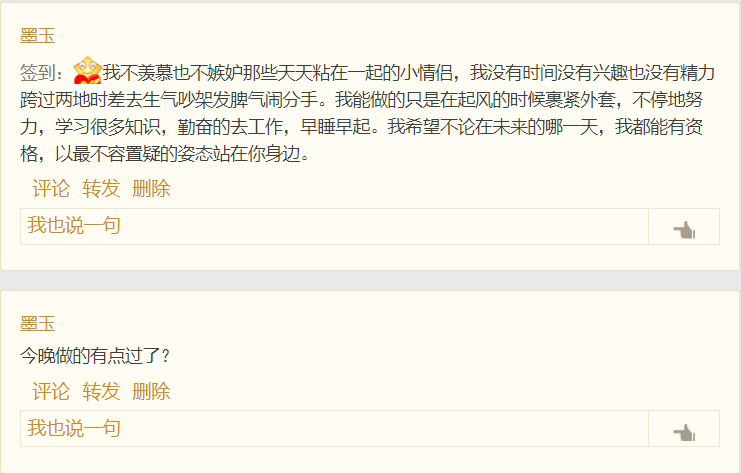 墨玉
签到：我不羡慕也不嫉妒那些天天粘在一起的小情侣，我没有时间没有兴趣也没有精力
跨过两地时差去生气吵架发脾气闹分手。我能做的只是在起风的时候裹紧外套，不停地努
力，学习很多知识，勤奋的去工作，早睡早起。我希望不论在未来的哪一天，我都能有资
格，以最不容置疑的姿态站在你身边。
评论 转发 删除
我也说一句
墨玉
今晚做的有点过了？
评论 转发 删除
我也说一句